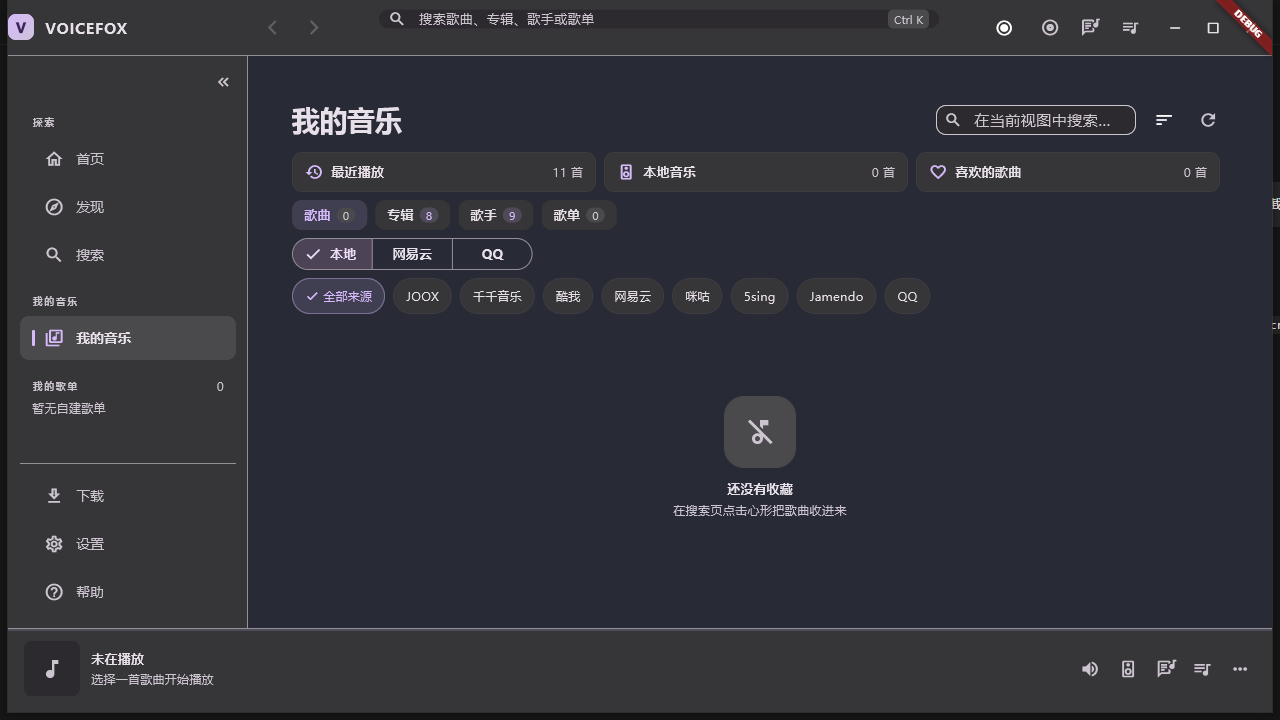 V VOICEFOX
搜索歌曲、专辑、歌手或歌单 Ctrl K
DEBUG
探索
首页
发现
搜索
我的音乐
我的音乐
我的歌单 0
暂无自建歌单
下载
设置
帮助
我的音乐
在当前视图中搜索...
最近播放 11 首
本地音乐 0 首
喜欢的歌曲 0 首
歌曲 0 专辑 8 歌手 9 歌单 0
本地 网易云 QQ
全部来源 JOOX 千千音乐 酷我 网易云 咪咕 5sing Jamendo QQ
还没有收藏
在搜索页点击心形把歌曲收进来
未在播放
选择一首歌曲开始播放